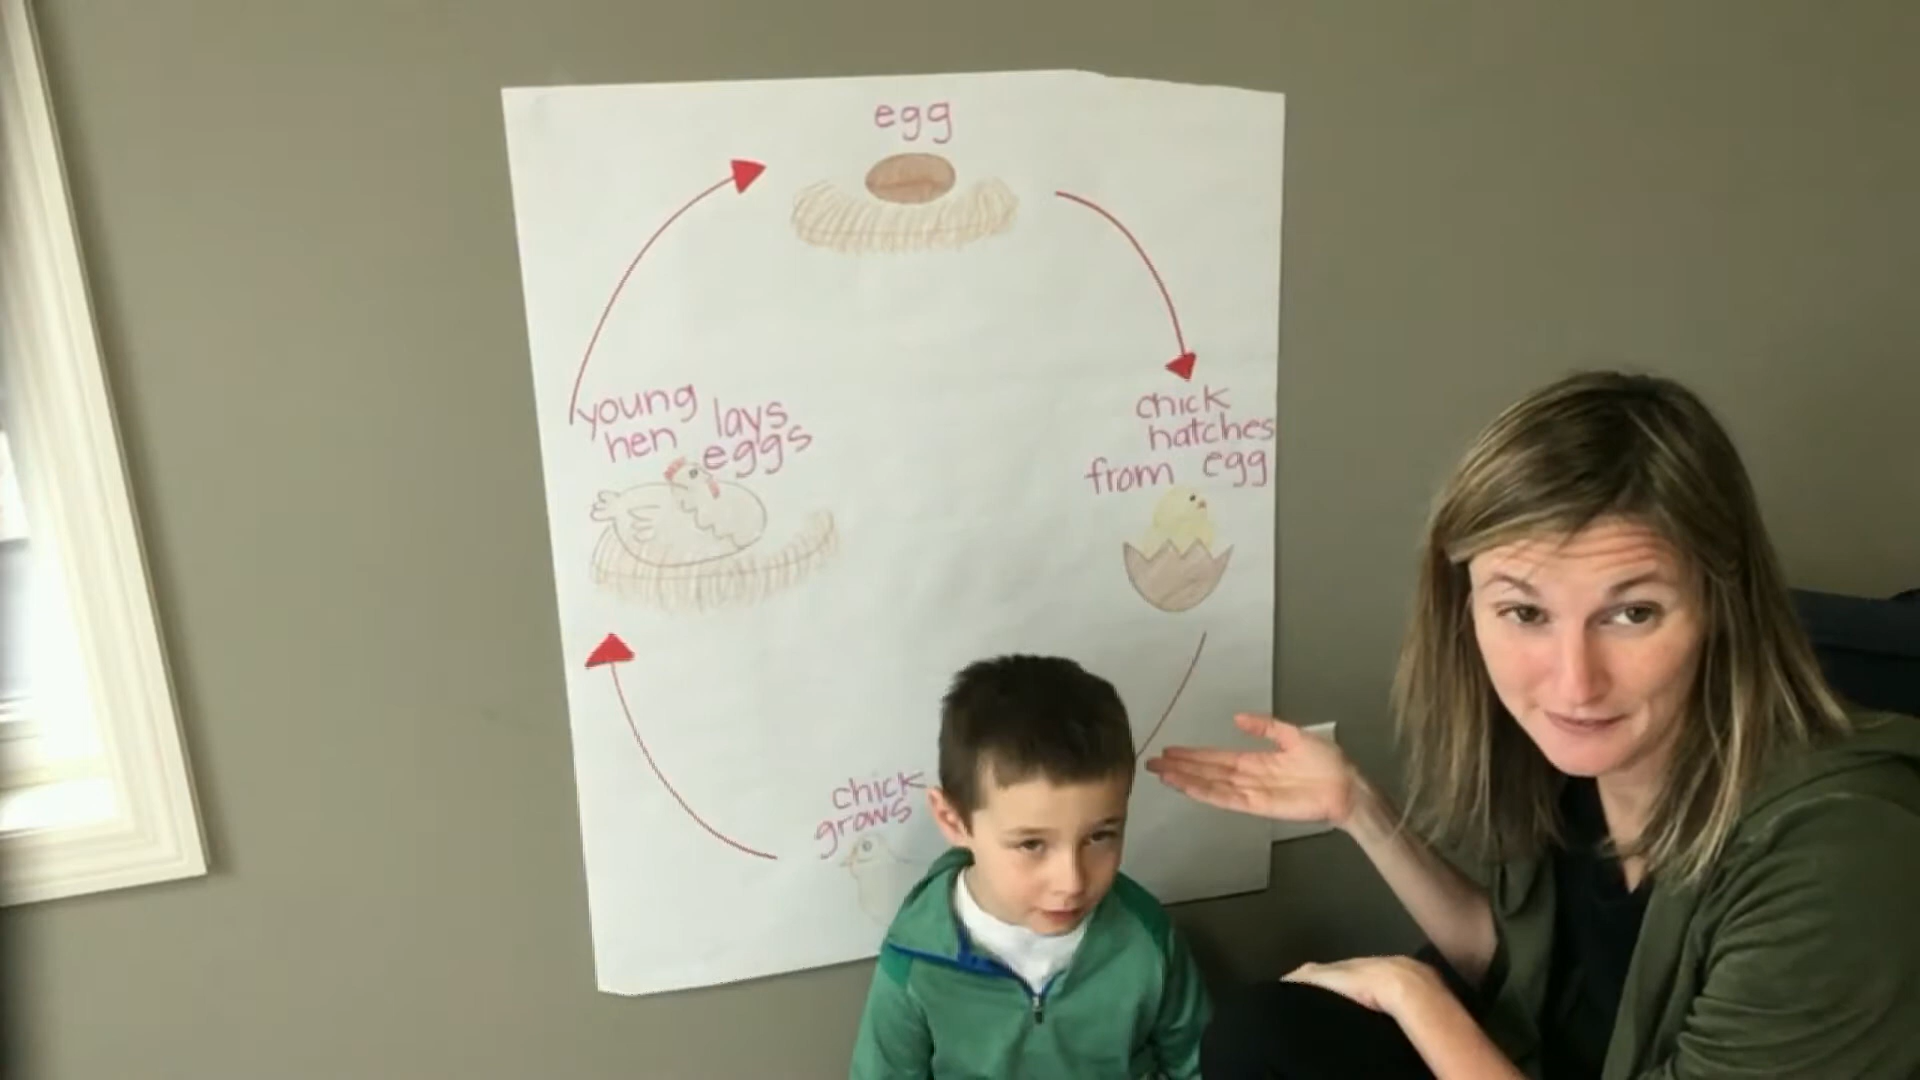 egg
chick
hatches
from egg
chick
grows
young
hen lays
eggs